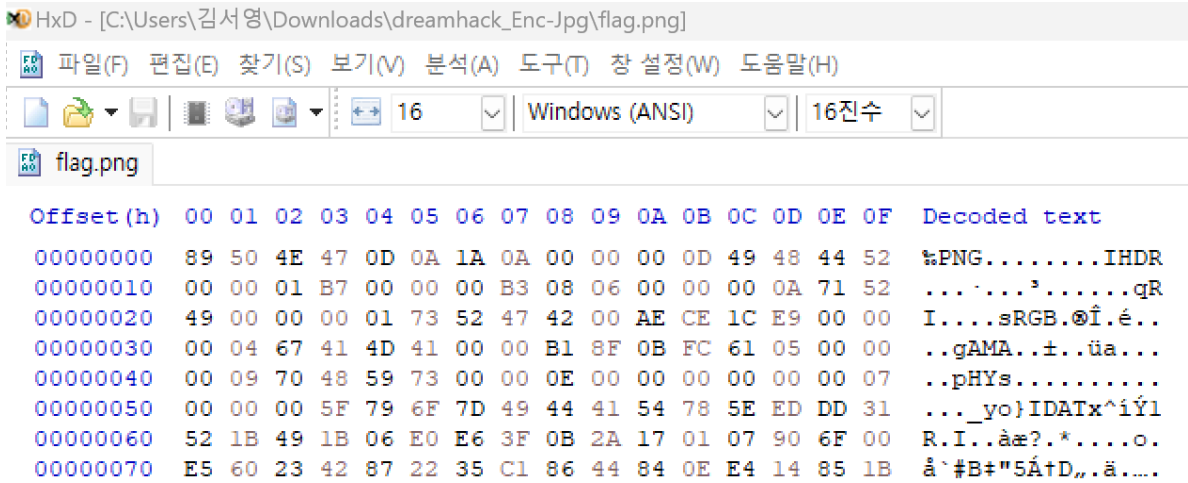 HxD - [C:\Users\김서영\Downloads\dreamhack_Enc-Jpg\flag.png]
파일(F) 편집(E) 찾기(S) 보기(V) 분석(A) 도구(T) 창 설정(W) 도움말(H)
16 Windows (ANSI) 16진수
flag.png
Offset(h) 00 01 02 03 04 05 06 07 08 09 0A 0B 0C 0D 0E 0F Decoded text
00000000 89 50 4E 47 0D 0A 1A 0A 00 00 00 0D 49 48 44 52 ‰PNG........IHDR
00000010 00 00 01 B7 00 00 00 B3 08 06 00 00 00 0A 71 52 ...·...³......qR
00000020 49 00 00 00 01 73 52 47 42 00 AE CE 1C E9 00 00 I....sRGB.®Î.é..
00000030 00 04 67 41 4D 41 00 00 B1 8F 0B FC 61 05 00 00 ..gAMA..±..üa...
00000040 00 09 70 48 59 73 00 00 0E 00 00 00 00 00 00 07 ..pHYs..........
00000050 00 00 00 5F 79 6F 7D 49 44 41 54 78 5E ED DD 31 ..._yo}IDATx^íÝ1
00000060 52 1B 49 1B 06 E0 E6 3F 0B 2A 17 01 07 90 6F 00 R.I..àæ?.*....o.
00000070 E5 60 23 42 87 22 35 C1 86 44 84 0E E4 14 85 1B å`#B‡"5Á†D„.ä.….